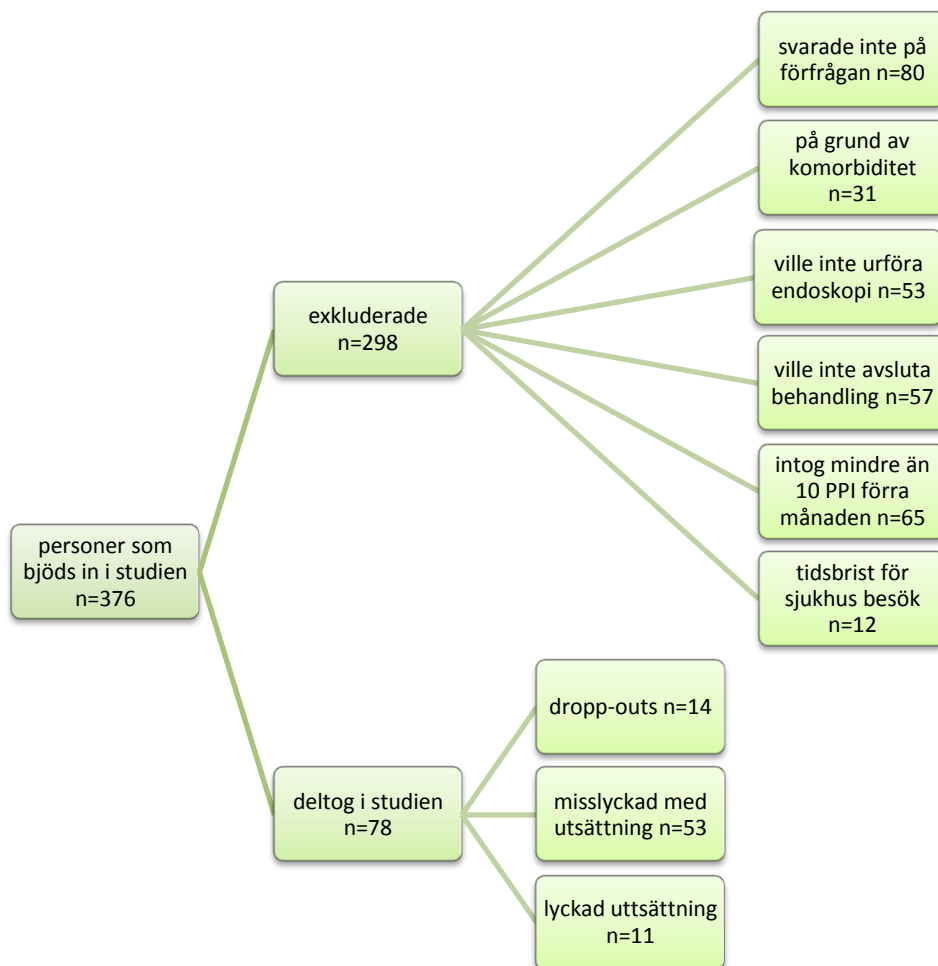 svarade inte på
förfrågan n=80
på grund av
komorbiditet
n=31
ville inte urföra
endoskopi n=53
exkluderade
n=298
ville inte avsluta
behandling n=57
intog mindre än
10 PPI förra
månaden n=65
personer som
bjöds in i studien
n=376
tidsbrist för
sjukhus besök
n=12
dropp-outs n=14
deltog i studien
n=78
misslyckad med
utsättning n=53
lyckad uttsättning
n=11